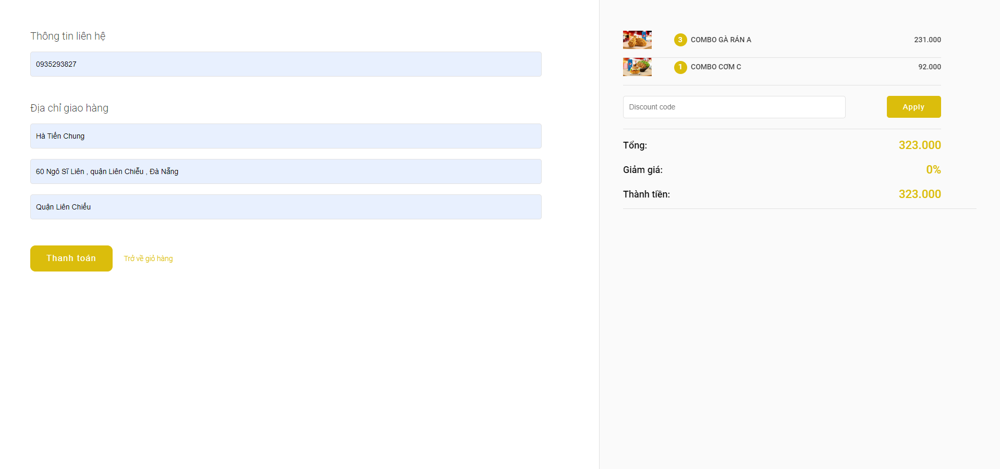 Thông tin liên hệ
0935293827
Địa chỉ giao hàng
Hà Tiến Chung
60 Ngô Sĩ Liên , quận Liên Chiểu , Đà Nẵng
Quận Liên Chiểu
Thanh toán
Trở về giỏ hàng
3 COMBO GÀ RÁN A 231.000
1 COMBO CƠM C 92.000
Discount code Apply
Tổng: 323.000
Giảm giá: 0%
Thành tiền: 323.000